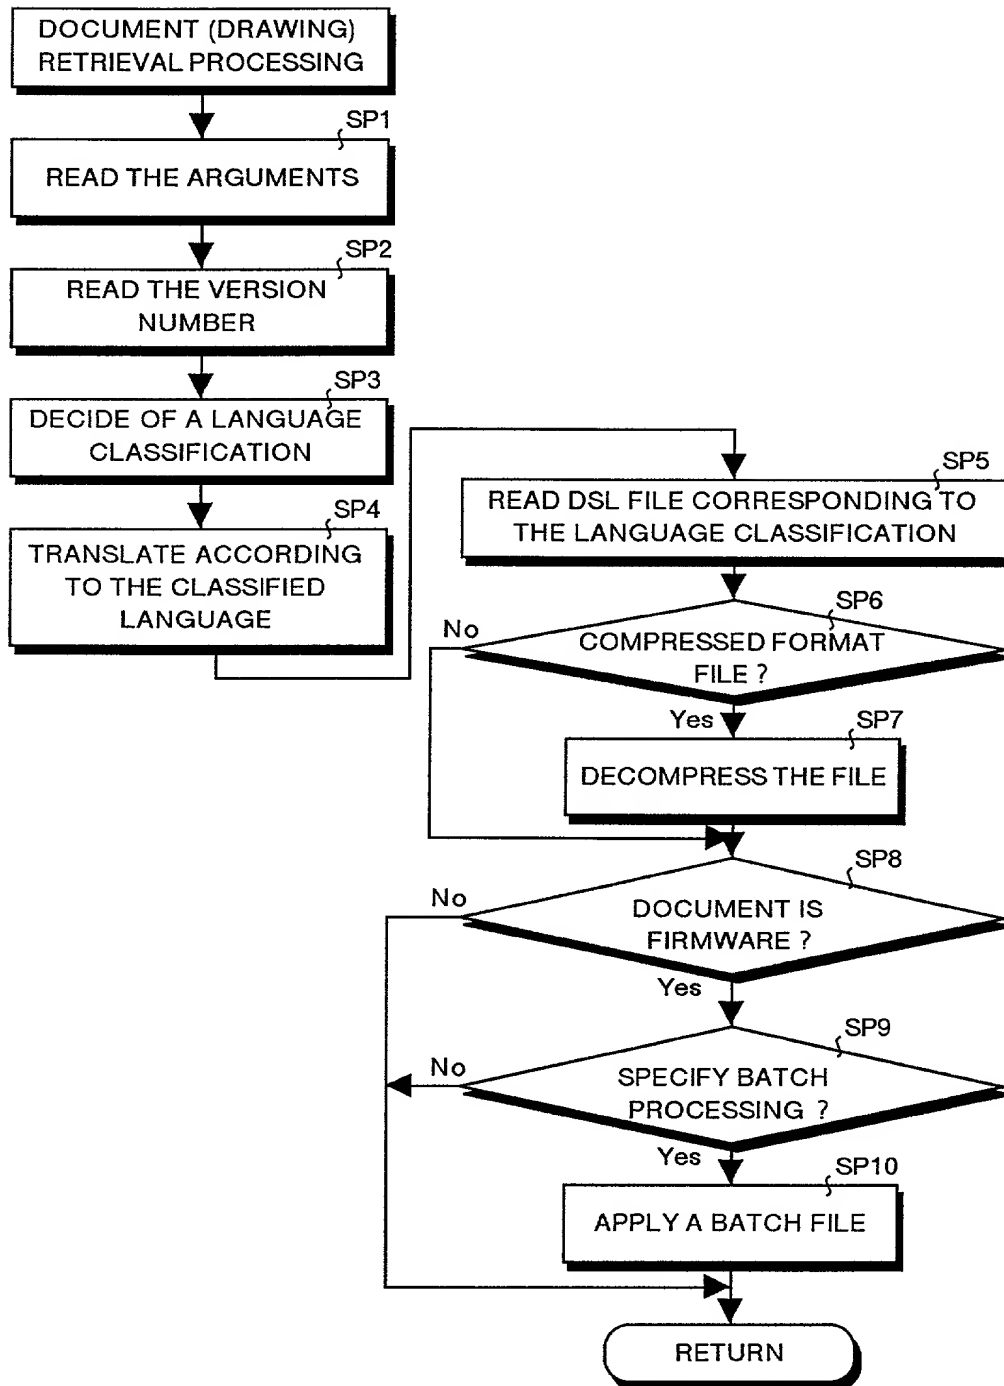 DOCUMENT (DRAWING)
RETRIEVAL PROCESSING
SP1
READ THE ARGUMENTS
SP2
READ THE VERSION
NUMBER
SP3
DECIDE OF A LANGUAGE
CLASSIFICATION
SP4
TRANSLATE ACCORDING
TO THE CLASSIFIED
LANGUAGE
SP5
READ DSL FILE CORRESPONDING TO
THE LANGUAGE CLASSIFICATION
SP6
No
COMPRESSED FORMAT
FILE ?
Yes
SP7
DECOMPRESS THE FILE
SP8
No
DOCUMENT IS
FIRMWARE ?
Yes
SP9
No
SPECIFY BATCH
PROCESSING ?
Yes
SP10
APPLY A BATCH FILE
RETURN